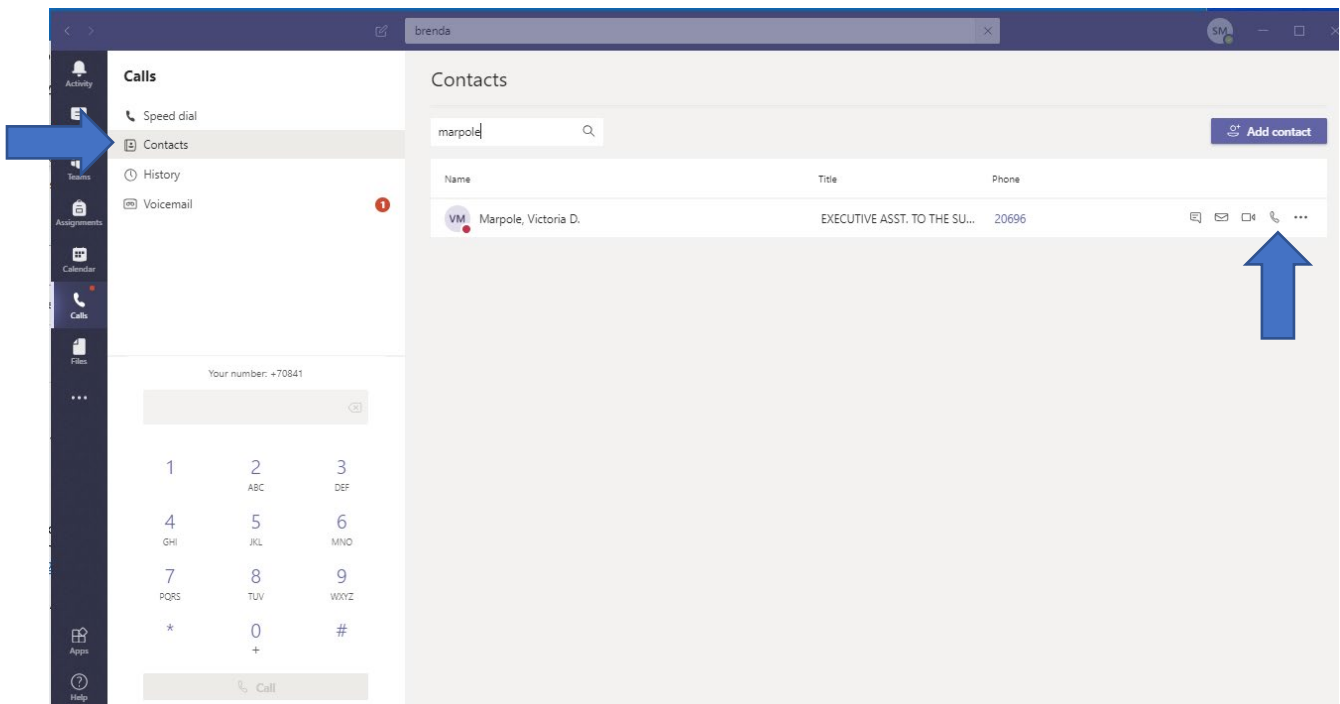 brenda
SM
Activity
Teams
Assignments
Calendar
Calls
Files
Apps
Help
Calls
Speed dial
Contacts
History
Voicemail 1
Your number: +70841
1 2 3
ABC DEF
4 5 6
GHI JKL MNO
7 8 9
PQRS TUV WXYZ
* 0 #
+
Call
Contacts
marpole
Add contact
Name Title Phone
VM Marpole, Victoria D. EXECUTIVE ASST. TO THE SU... 20696